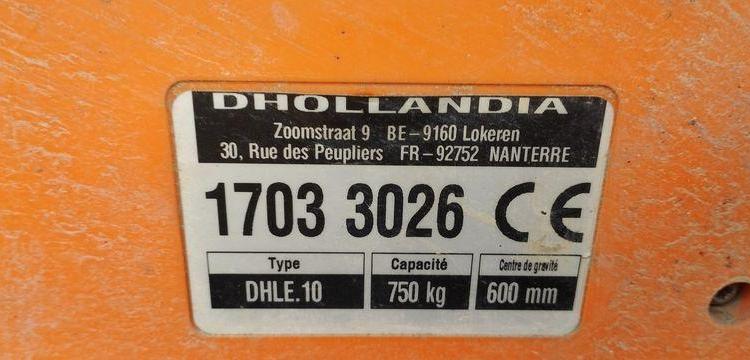 DHOLLANDIA
Zoomstraat 9 BE-9160 Lokeren
30, Rue des Peupliers FR-92752 NANTERRE
1703 3026 CE
Type Capacité Centre de gravité
DHLE.10 750 kg 600 mm